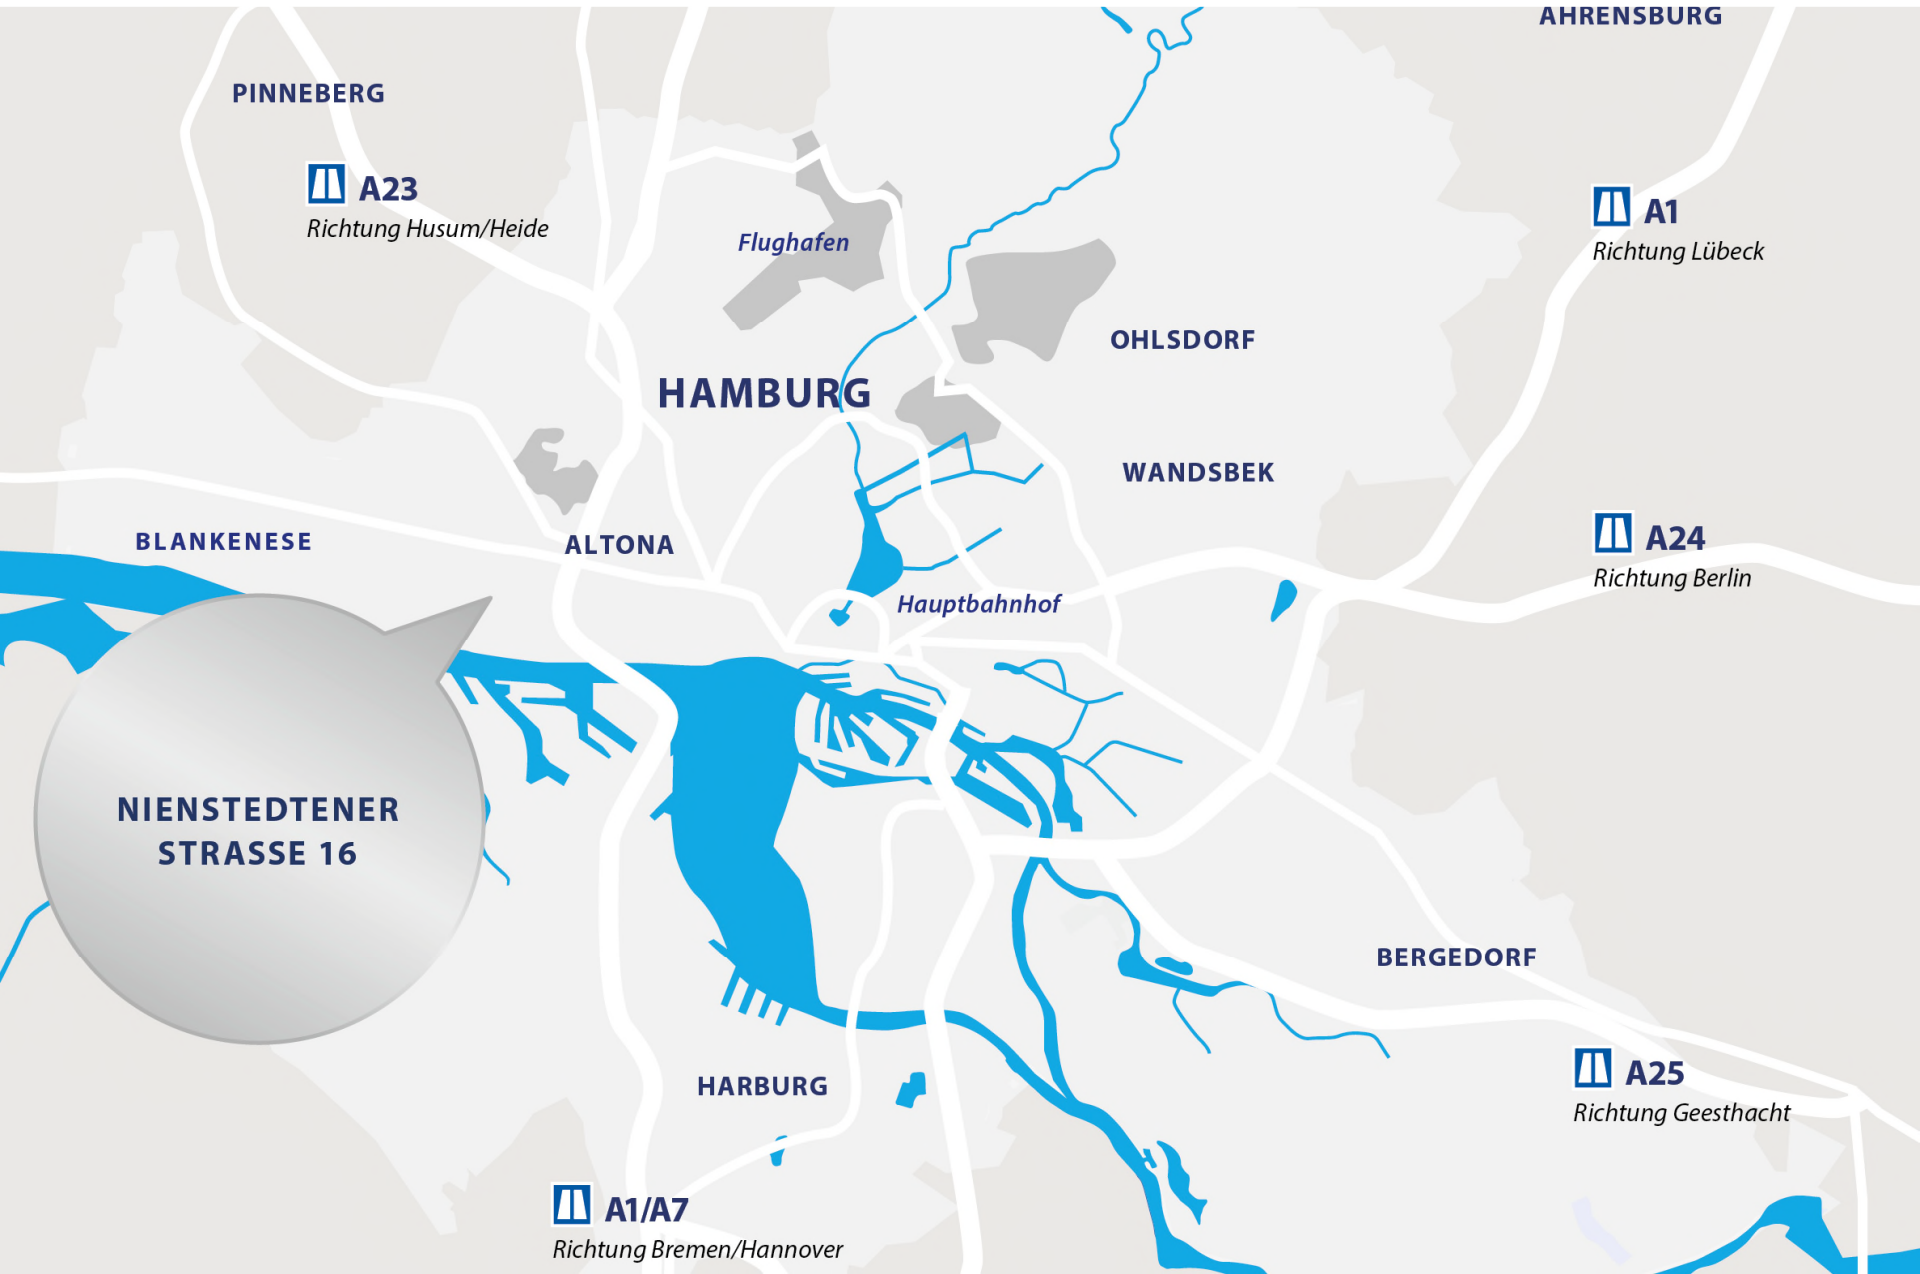 AHRENSBURG
PINNEBERG
A23
Richtung Husum/Heide
A1
Richtung Lübeck
Flughafen
OHLSDORF
HAMBURG
WANDSBEK
BLANKENESE
ALTONA
A24
Richtung Berlin
Hauptbahnhof
NIENSTEDTENER
STRASSE 16
BERGEDORF
HARBURG
A25
Richtung Geesthacht
A1/A7
Richtung Bremen/Hannover